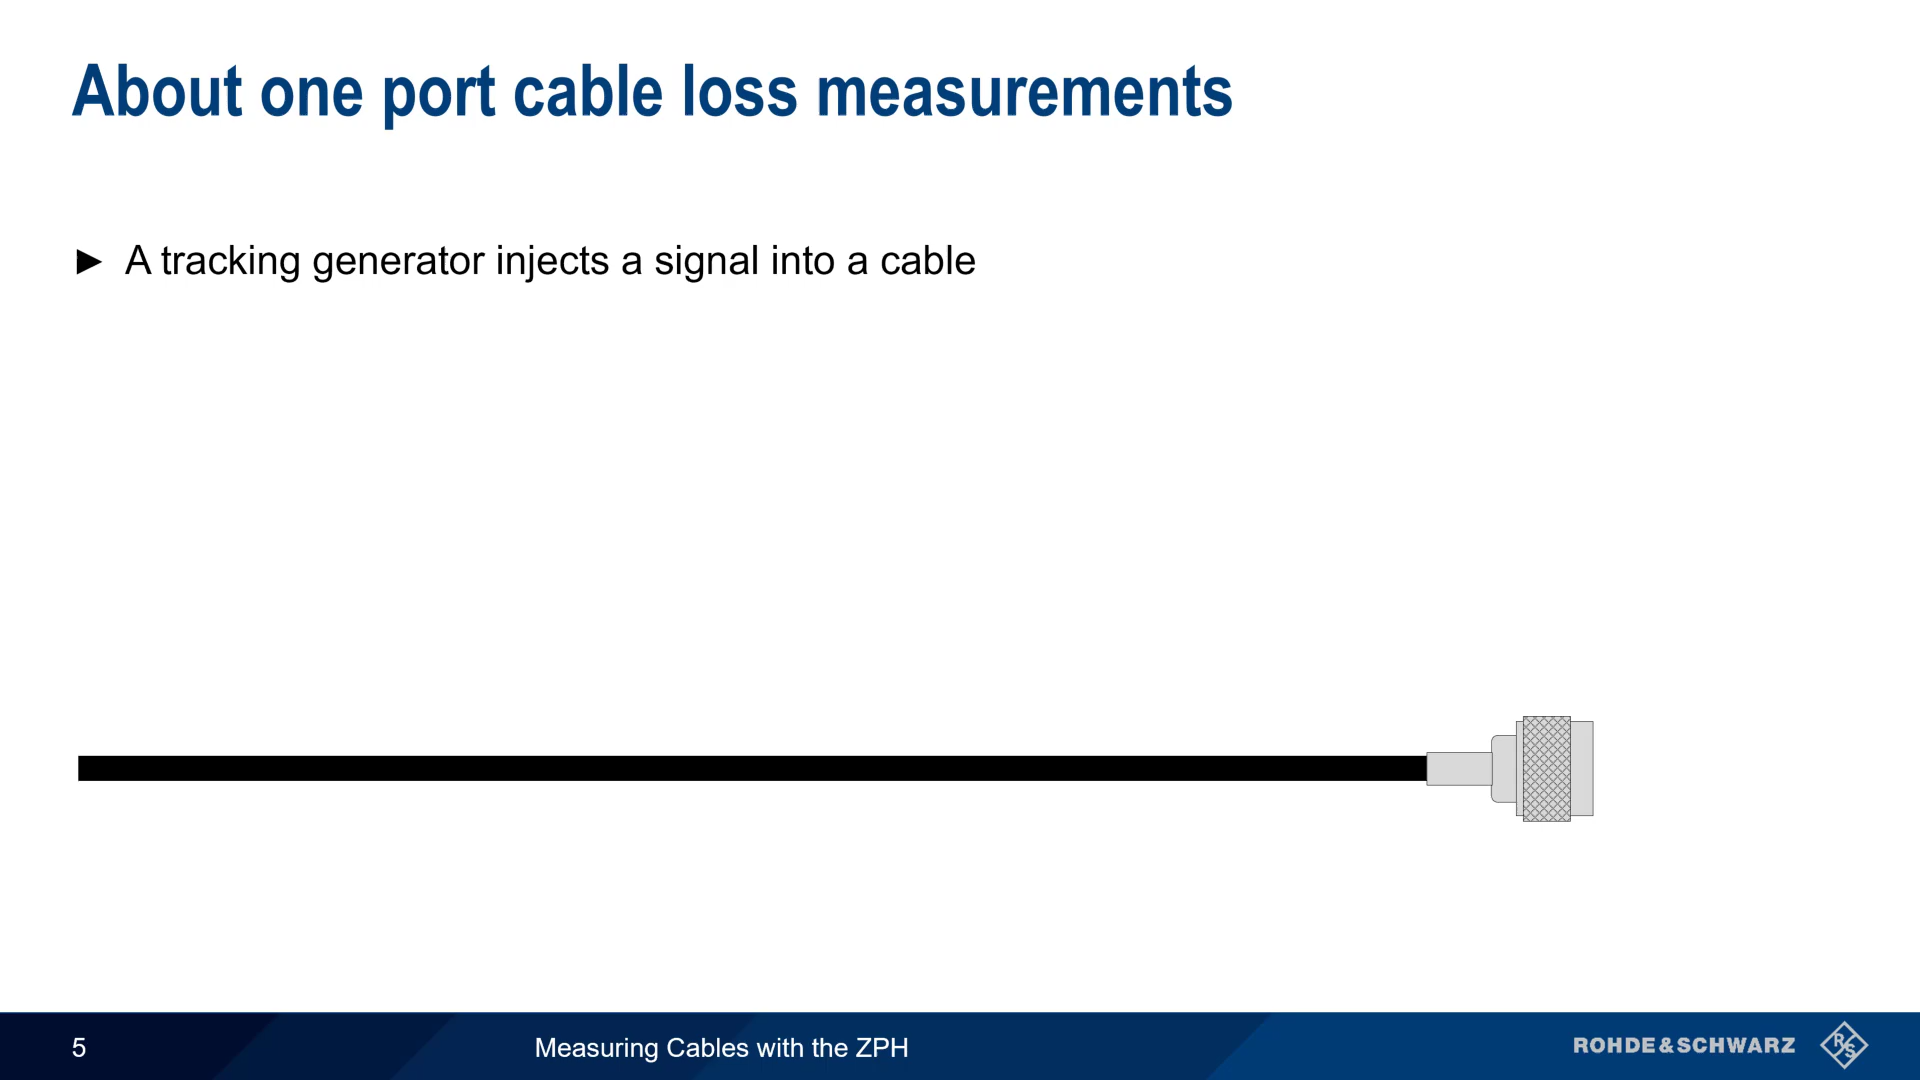 About one port cable loss measurements
► A tracking generator injects a signal into a cable
5
Measuring Cables with the ZPH
ROHDE&SCHWARZ
R&S